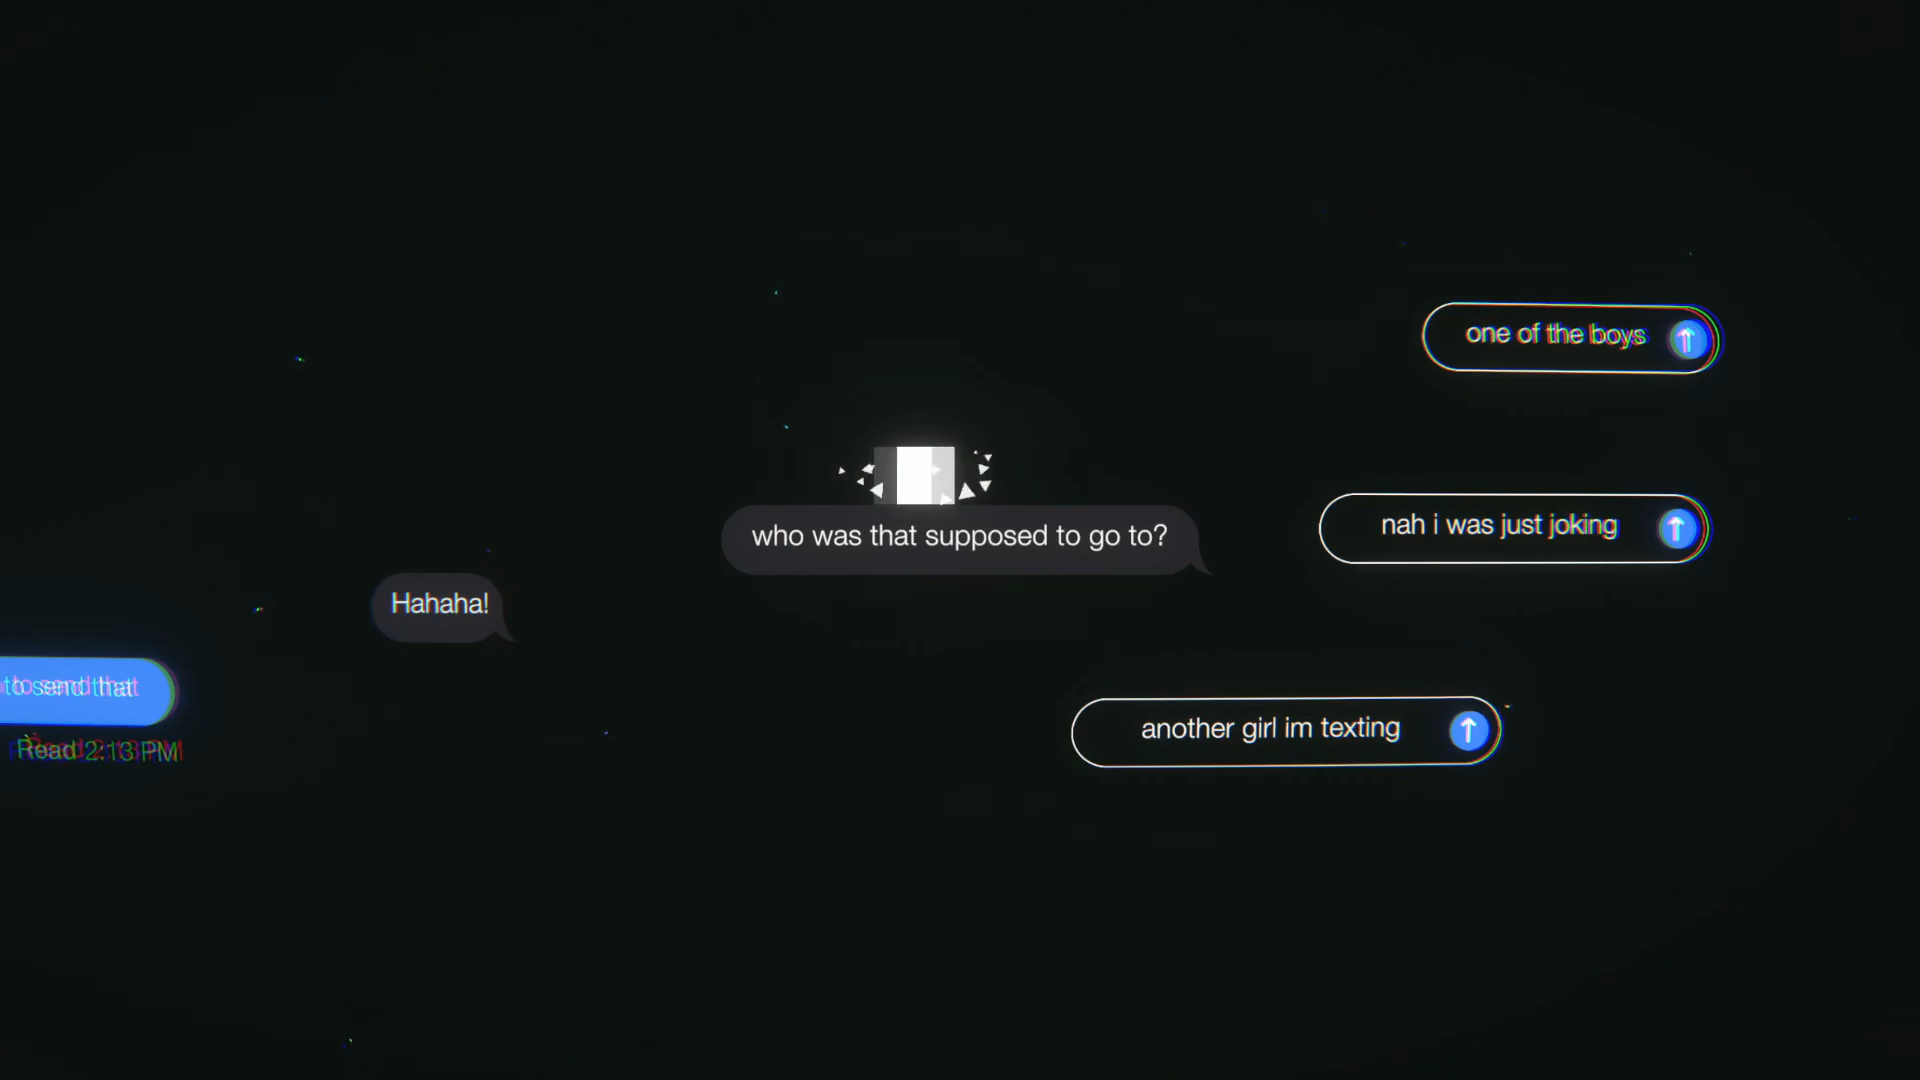 one of the boys
who was that supposed to go to?
nah i was just joking
Hahaha!
to send that
Read 2:13 PM
another girl im texting